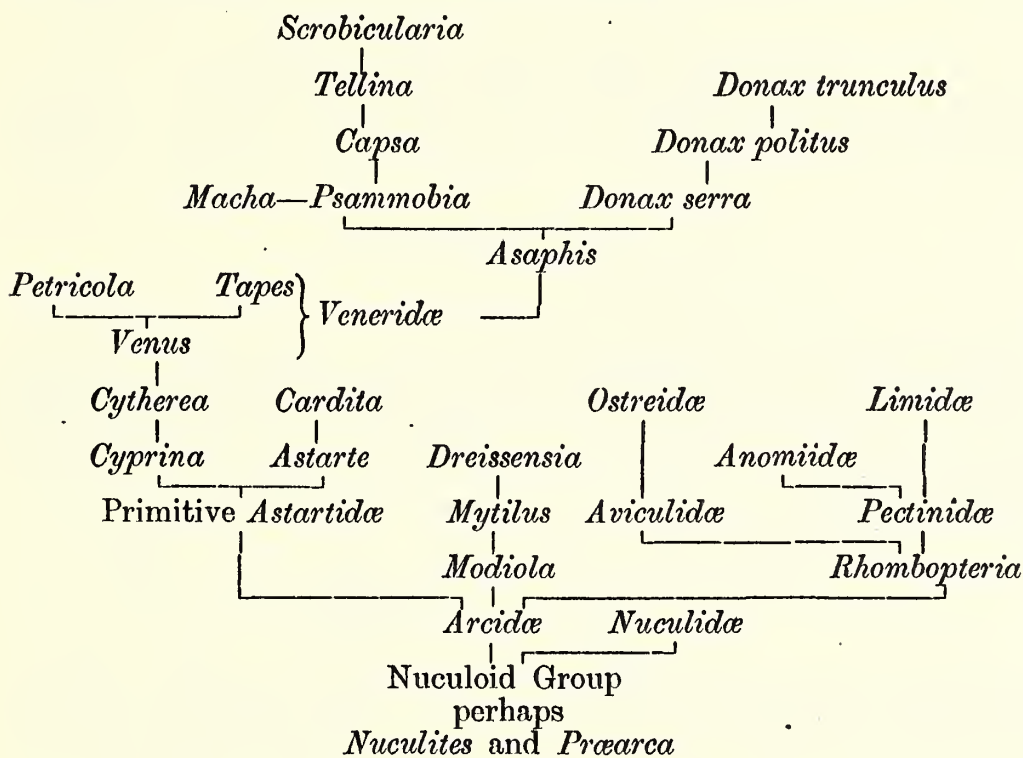 Scrobicularia
Tellina Donax trunculus
Capsa Donax politus
Macha—Psammobia Donax serra
Asaphis
Petricola Tapes} Veneridæ
Venus
Cytherea Cardita Ostreidæ Limidæ
Cyprina Astarte Dreissensia Anomiidæ
Primitive Astartidæ Mytilus Aviculidæ Pectinidæ
Modiola Rhombopteria
Arcidæ Nuculidæ
Nuculoid Group
perhaps
Nuculites and Præarca